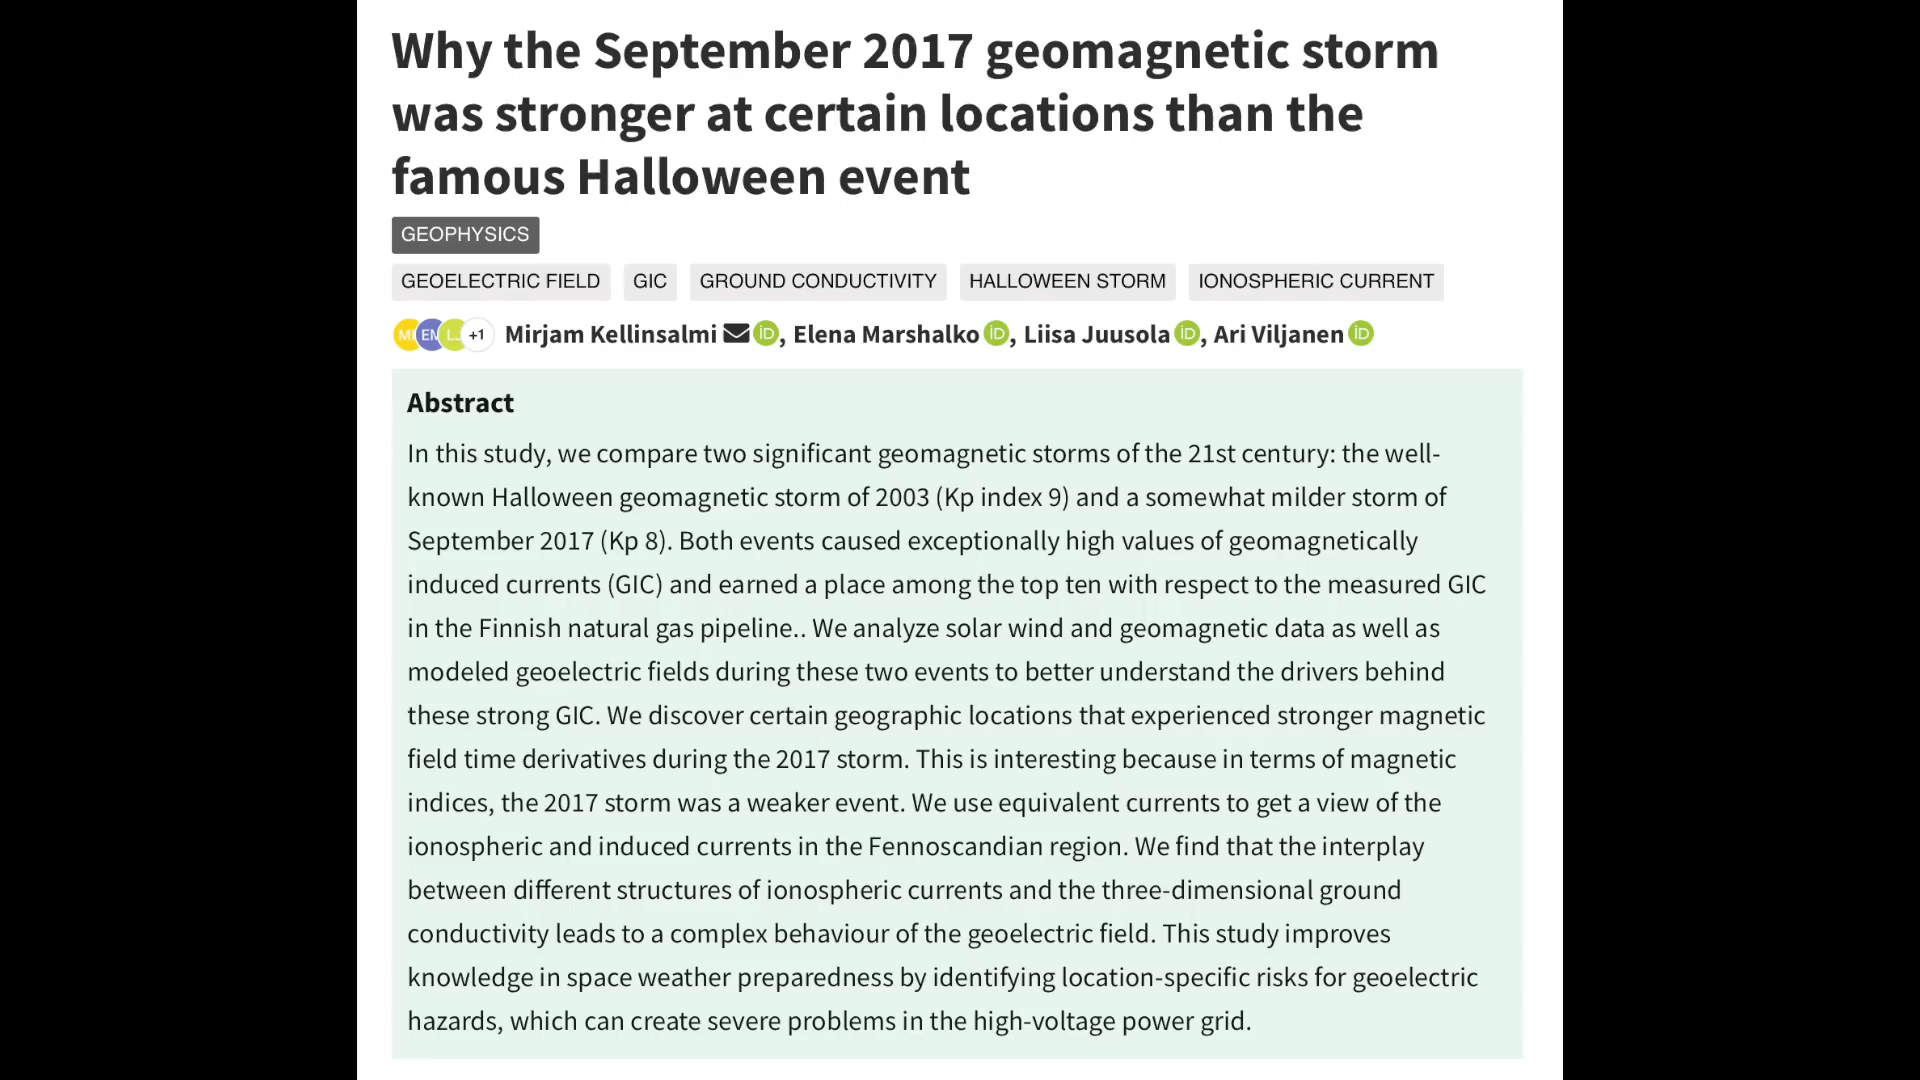 Why the September 2017 geomagnetic storm
was stronger at certain locations than the
famous Halloween event
GEOPHYSICS
GEOELECTRIC FIELD GIC GROUND CONDUCTIVITY HALLOWEEN STORM IONOSPHERIC CURRENT
+1 Mirjam Kellinsalmi iD, Elena Marshalko iD, Liisa Juusola iD, Ari Viljanen iD
Abstract
In this study, we compare two significant geomagnetic storms of the 21st century: the well-
known Halloween geomagnetic storm of 2003 (Kp index 9) and a somewhat milder storm of
September 2017 (Kp 8). Both events caused exceptionally high values of geomagnetically
induced currents (GIC) and earned a place among the top ten with respect to the measured GIC
in the Finnish natural gas pipeline.. We analyze solar wind and geomagnetic data as well as
modeled geoelectric fields during these two events to better understand the drivers behind
these strong GIC. We discover certain geographic locations that experienced stronger magnetic
field time derivatives during the 2017 storm. This is interesting because in terms of magnetic
indices, the 2017 storm was a weaker event. We use equivalent currents to get a view of the
ionospheric and induced currents in the Fennoscandian region. We find that the interplay
between different structures of ionospheric currents and the three-dimensional ground
conductivity leads to a complex behaviour of the geoelectric field. This study improves
knowledge in space weather preparedness by identifying location-specific risks for geoelectric
hazards, which can create severe problems in the high-voltage power grid.